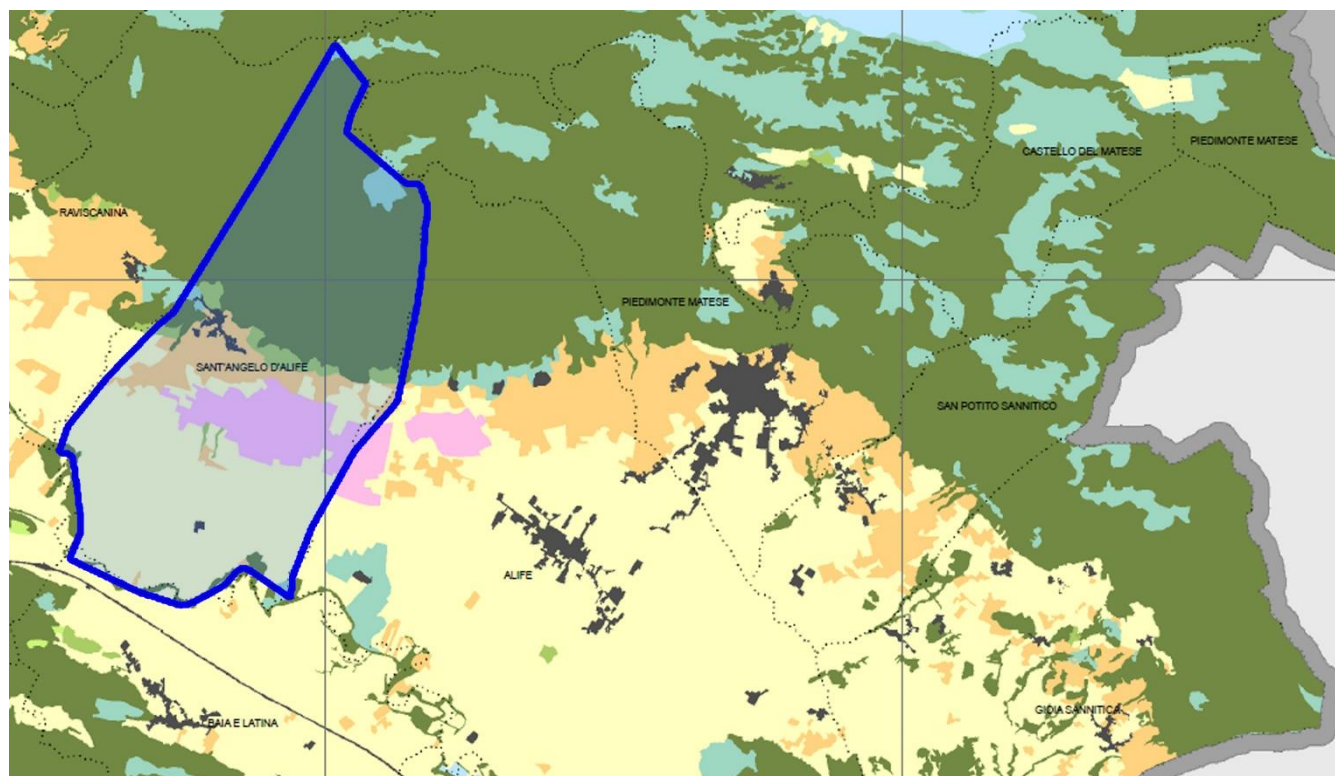 PIEDIMONTE MATESE
CASTELLO DEL MATESE
RAVISCANINA
PIEDIMONTE MATESE
SANT'ANGELO D'ALIFE
SAN POTITO SANNITICO
ALIFE
GIOIA SANNITICA
BAIA E LATINA